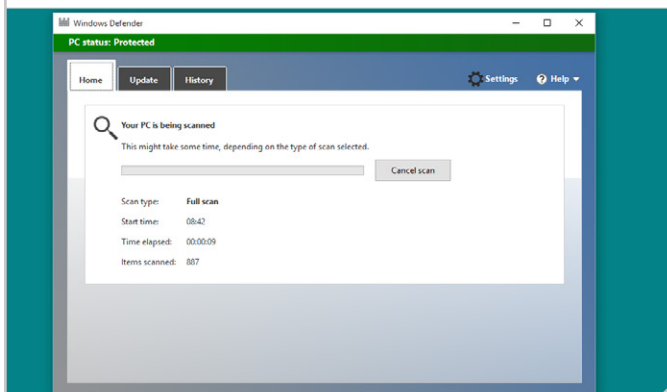 Windows Defender
PC status: Protected
Home Update History Settings Help
Your PC is being scanned
This might take some time, depending on the type of scan selected.
Cancel scan
Scan type: Full scan
Start time: 08:42
Time elapsed: 00:00:09
Items scanned: 887